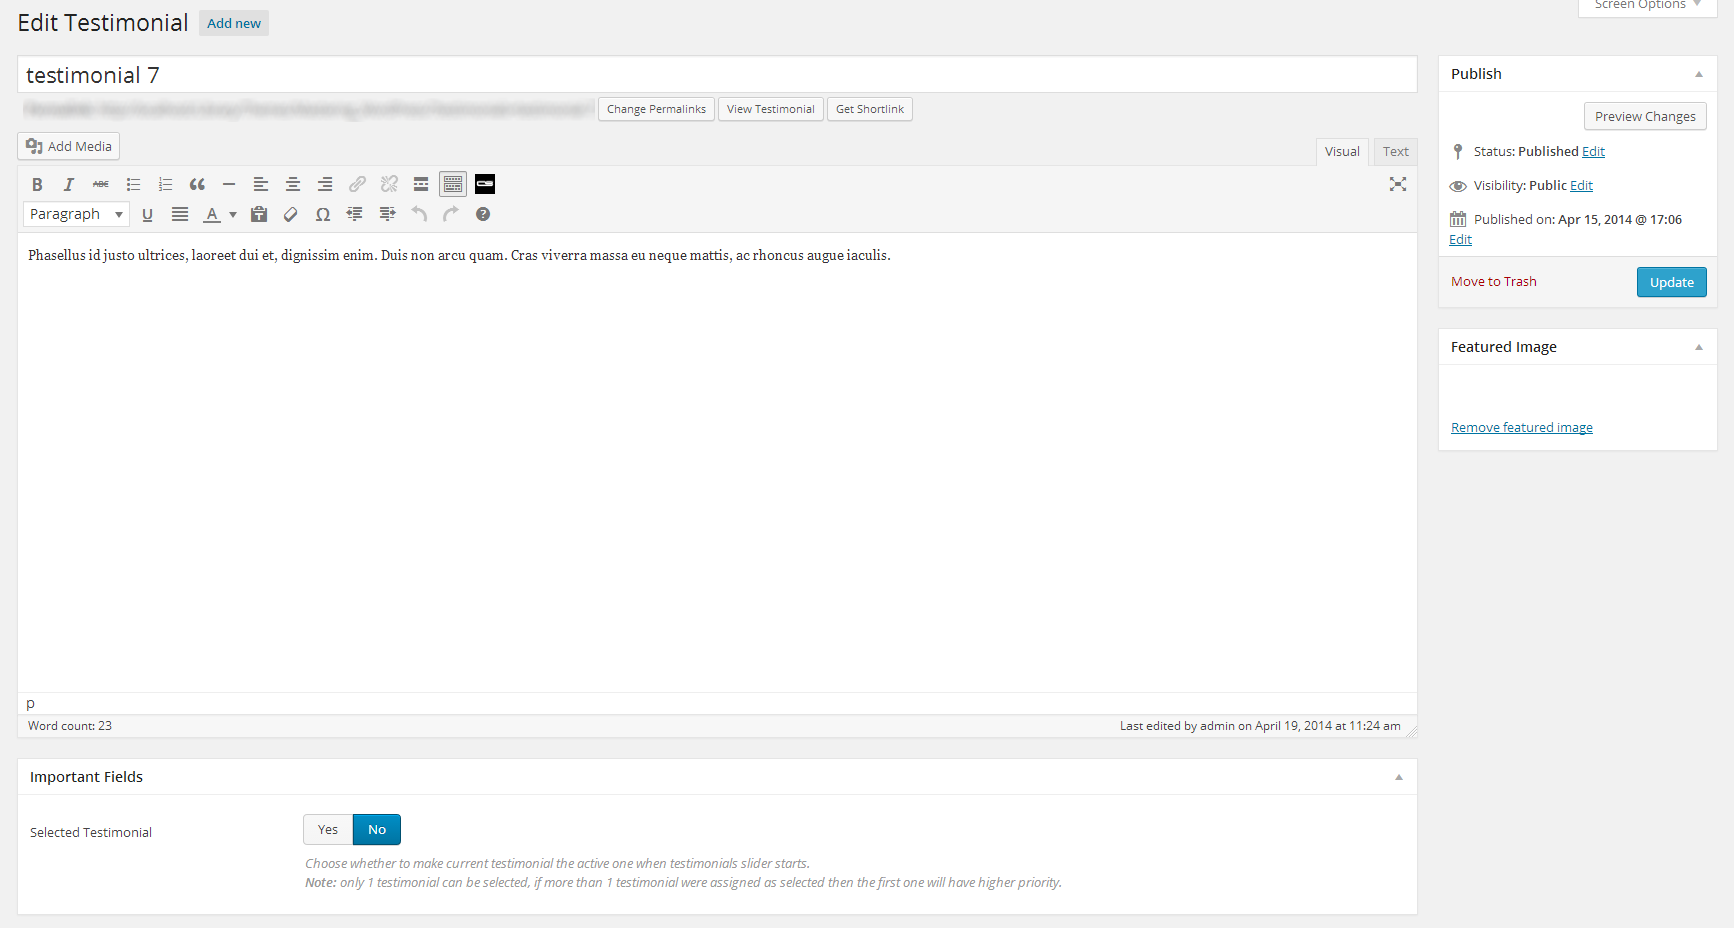 Screen Options
Edit Testimonial Add new
testimonial 7
Change Permalinks View Testimonial Get Shortlink
Add Media
Visual Text
B I ABC
Paragraph U A Ω ?
Phasellus id justo ultrices, laoreet dui et, dignissim enim. Duis non arcu quam. Cras viverra massa eu neque mattis, ac rhoncus augue iaculis.
p
Word count: 23 Last edited by admin on April 19, 2014 at 11:24 am
Important Fields
Selected Testimonial Yes No
Choose whether to make current testimonial the active one when testimonials slider starts.
Note: only 1 testimonial can be selected, if more than 1 testimonial were assigned as selected then the first one will have higher priority.
Publish
Preview Changes
Status: Published Edit
Visibility: Public Edit
Published on: Apr 15, 2014 @ 17:06
Edit
Move to Trash Update
Featured Image
Remove featured image